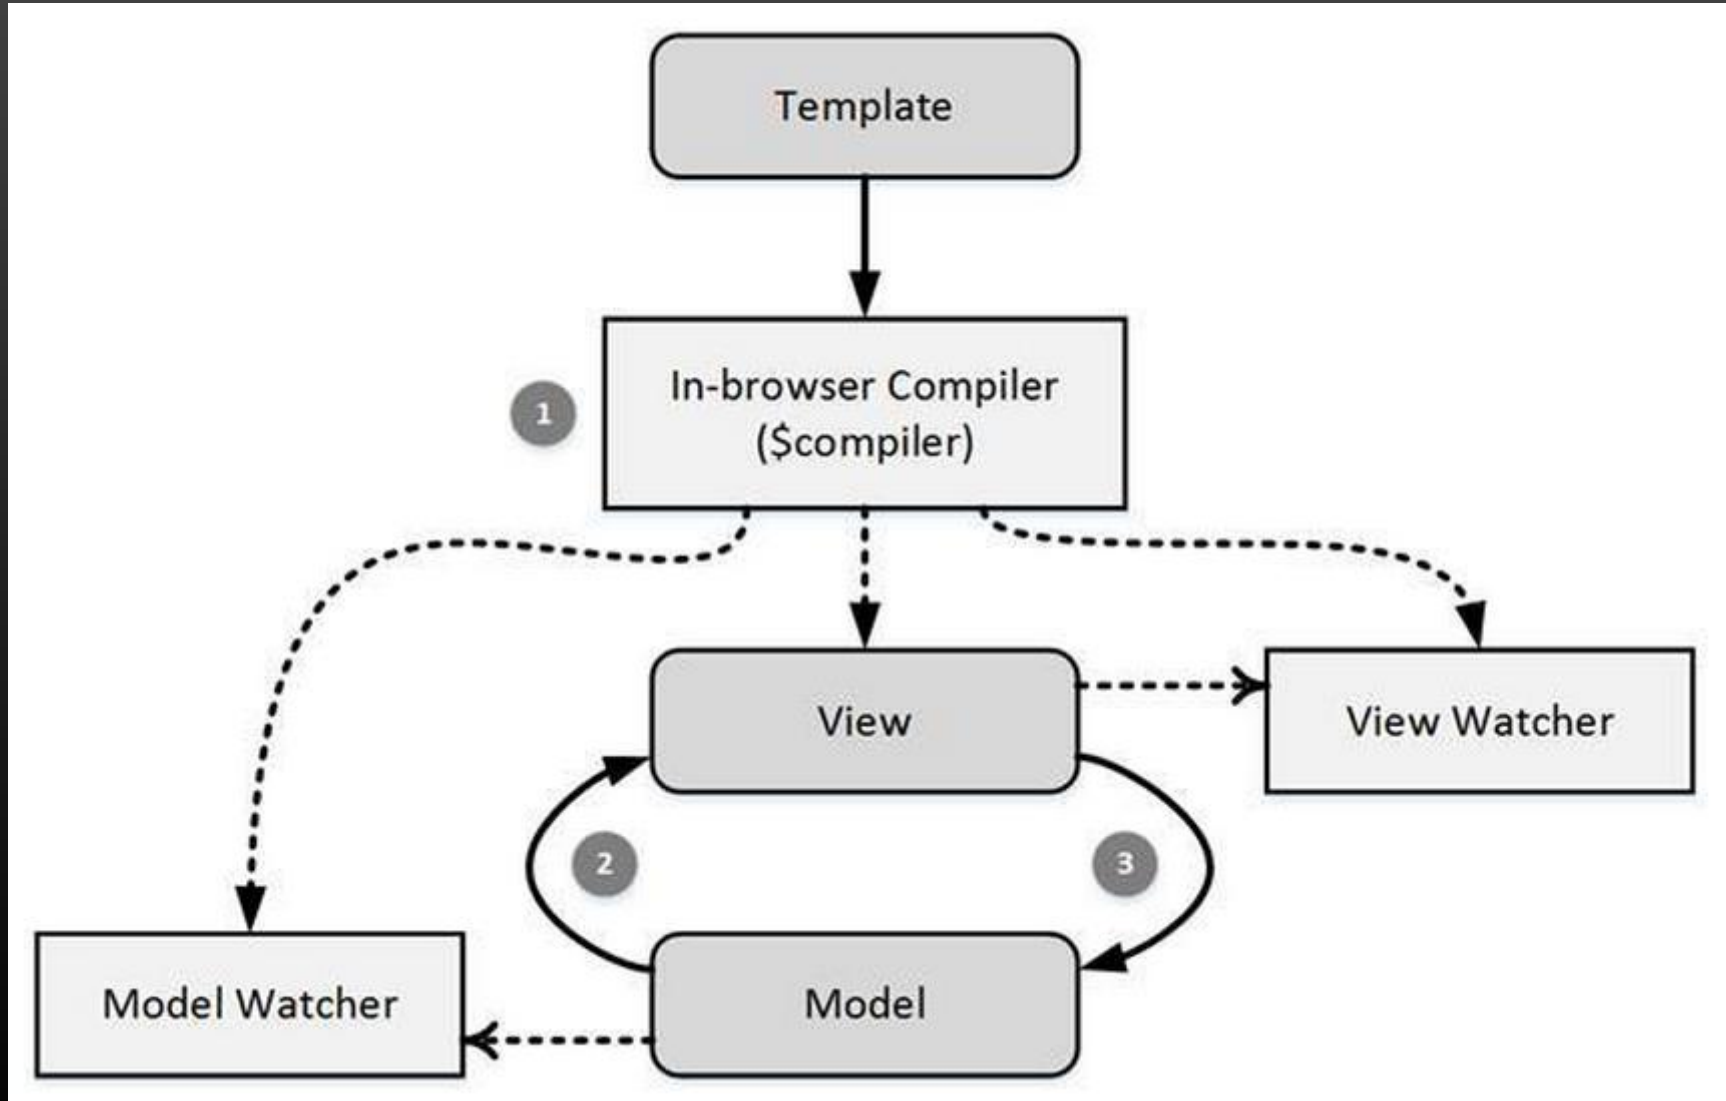 Template
1
In-browser Compiler
($compiler)
View
View Watcher
2
3
Model Watcher
Model